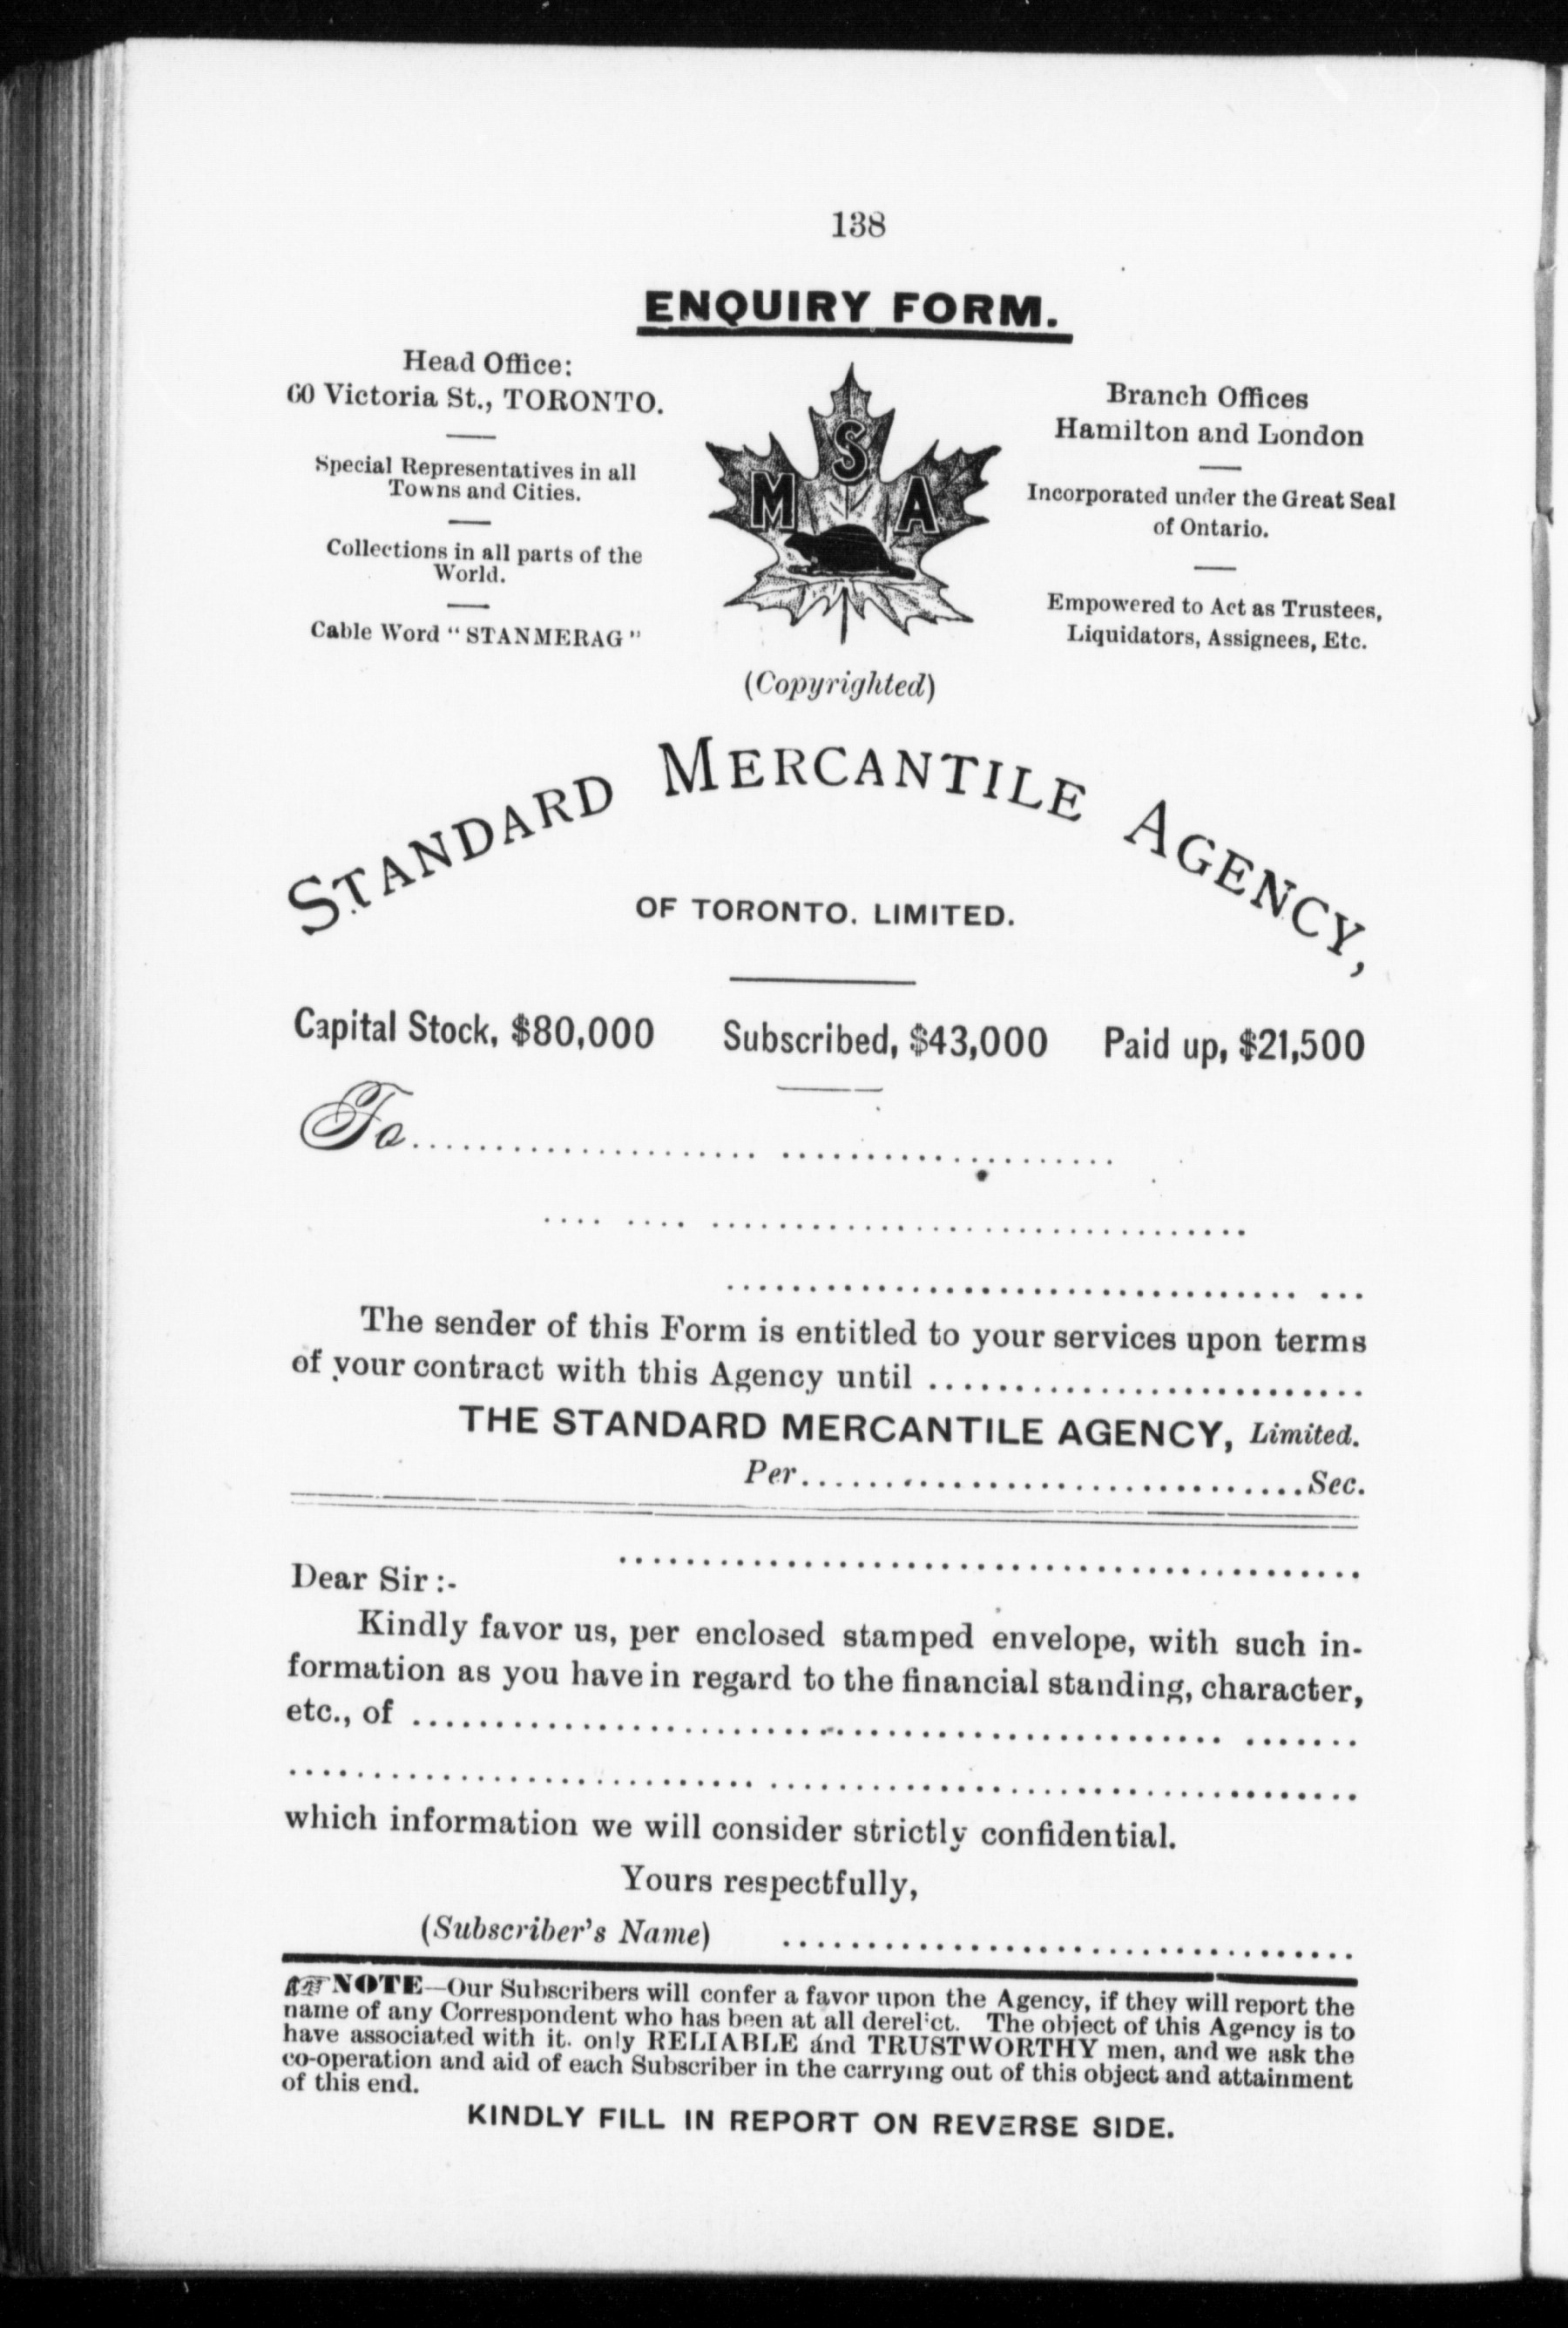 138
ENQUIRY FORM.
Head Office:
60 Victoria St., TORONTO.
Special Representatives in all
Towns and Cities.
Collections in all parts of the
World.
Cable Word "STANMERAG"
M S A
(Copyrighted)
Branch Offices
Hamilton and London
Incorporated under the Great Seal
of Ontario.
Empowered to Act as Trustees,
Liquidators, Assignees, Etc.
STANDARD MERCANTILE AGENCY,
OF TORONTO. LIMITED.
Capital Stock, $80,000 Subscribed, $43,000 Paid up, $21,500
To.......................................
.......................................
.......................................
The sender of this Form is entitled to your services upon terms
of your contract with this Agency until ..........................
THE STANDARD MERCANTILE AGENCY, Limited.
Per..............................Sec.
.......................................
Dear Sir :-
Kindly favor us, per enclosed stamped envelope, with such in-
formation as you have in regard to the financial standing, character,
etc., of .......................................
.......................................
which information we will consider strictly confidential.
Yours respectfully,
(Subscriber's Name) ..................................
NOTE—Our Subscribers will confer a favor upon the Agency, if they will report the
name of any Correspondent who has been at all derelict. The object of this Agency is to
have associated with it. only RELIABLE and TRUSTWORTHY men, and we ask the
co-operation and aid of each Subscriber in the carrying out of this object and attainment
of this end.
KINDLY FILL IN REPORT ON REVERSE SIDE.